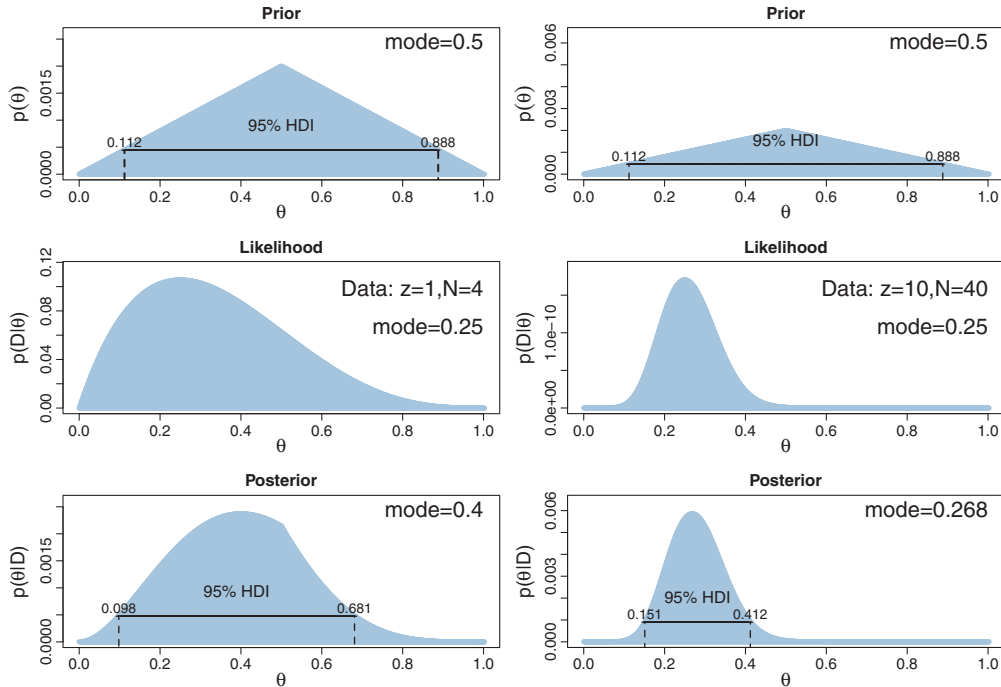 Prior
mode=0.5
p(θ)
0.0000 0.0015
95% HDI
0.112 0.888
0.0 0.2 0.4 0.6 0.8 1.0
θ
Prior
mode=0.5
p(θ)
0.000 0.003 0.006
95% HDI
0.112 0.888
0.0 0.2 0.4 0.6 0.8 1.0
θ
Likelihood
Data: z=1,N=4
mode=0.25
p(D|θ)
0.00 0.04 0.08 0.12
0.0 0.2 0.4 0.6 0.8 1.0
θ
Likelihood
Data: z=10,N=40
mode=0.25
p(D|θ)
0.0e+00 1.0e−10
0.0 0.2 0.4 0.6 0.8 1.0
θ
Posterior
mode=0.4
p(θ|D)
0.0000 0.0015
95% HDI
0.098 0.681
0.0 0.2 0.4 0.6 0.8 1.0
θ
Posterior
mode=0.268
p(θ|D)
0.000 0.003 0.006
95% HDI
0.151 0.412
0.0 0.2 0.4 0.6 0.8 1.0
θ